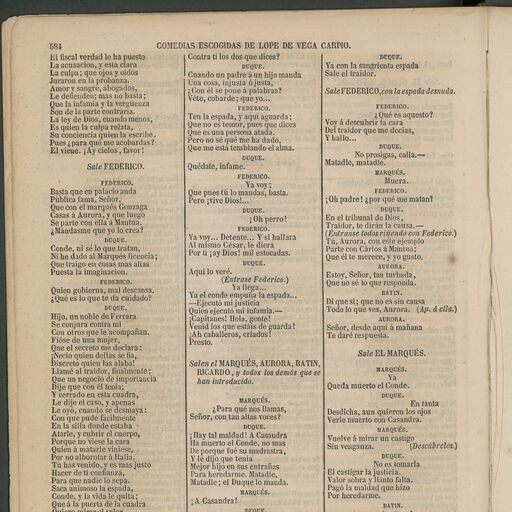 584
COMEDIAS ESCOGIDAS DE LOPE DE VEGA CARPIO.
El fiscal verdad le ha puesto
La acusacion, y está clara
La culpa; que ojos y oidos
Juraron en la probanza.
Amor y sangre, abogados,
Le defienden; mas no basta;
Que la infamia y la vergüenza
Son de la parte contraria.
La ley de Dios, cuando ménos,
Es quien la culpa relata,
Su conciencia quien la escribe.
Pues ¿para qué me acobardas?
El viene. ¡Ay cielos, favor!
Sale FEDERICO.
FEDERICO.
Basta que en palacio anda
Pública fama, Señor,
Que con el marqués Gonzaga
Casas á Aurora, y que luego
Se parte con ella á Mantua.
¿Mándasme que yo lo crea?
DUQUE.
Conde, ni sé lo que tratan,
Ni he dado al Marqués licencia;
Que traigo en cosas mas altas
Puesta la imaginacion.
FEDERICO.
Quien gobierna, mal descansa.
¿Qué es lo que te da cuidado?
DUQUE.
Hijo, un noble de Ferrara
Se conjura contra mí
Con otros que le acompañan.
Fióse de una mujer,
Que el secreto me declara:
¡Necio quien dellas se fia,
Discreto quien las alaba!
Llamé al traidor, finalmente;
Que un negocio de importancia
Dije que con él tenia;
Y cerrado en esta cuadra,
Le dije el caso, y apenas
Le oyó, cuando se desmaya:
Con que pude fácilmente
En la silla donde estaba
Atarle, y cubrir el cuerpo,
Porque no viese la cara
Quien á matarle viniese,
Por no alborotar á Italia.
Tú has venido, y es mas justo
Hacer de tí confianza,
Para que nadie lo sepa.
Saca animoso la espada,
Conde, y la vida le quita;
Que á la puerta de la cuadra
Contra ti los dos que dices?
DUQUE.
Cuando un padre á un hijo manda
Una cosa, injusta ó justa,
¿Con él se pone á palabras?
Véte, cobarde; que yo...
FEDERICO.
Ten la espada, y aquí aguarda;
Que no es temor, pues que dices
Que es una persona atada.
Pero no sé que me ha dado,
Que me está temblando el alma.
DUQUE.
Quédate, infame.
FEDERICO.
Ya voy;
Que pues tú lo mandas, basta.
Pero ¡vive Dios!...
DUQUE.
¡Oh perro!
FEDERICO.
Ya voy... Detente... Y si hallara
Al mismo César, le diera
Por ti ¡ay Dios! mil estocadas.
DUQUE.
Aquí lo veré.
(Éntrase Federico.)
Ya llega...
Ya el conde empuña la espada...
—Ejecutó mi justicia
Quien ejecutó mi infamia.—
¡Capitanes! Hola, gente!
Venid los que estáis de guarda!
Ah caballeros, criados!
Presto.
Salen el MARQUÉS, AURORA, BATIN,
RICARDO, y todos los demás que se
han introducido.
MARQUÉS.
¿Para qué nos llamas,
Señor, con tan altas voces?
DUQUE.
¡Hay tal maldad! A Casandra
Ha muerto el Conde, no mas
De porque fué su madrastra,
Y le dijo que tenia
Mejor hijo en sus entrañas
Para heredarme. Matadle,
Matadle; el Duque lo manda.
MARQUÉS.
¡A Casandra!
DUQUE.
DUQUE.
Ya con la sangrienta espada
Sale el traidor.
Sale FEDERICO, con la espada desnuda.
FEDERICO.
¿Qué es aquesto?
Voy á descubrir la cara
Del traidor que me decias,
Y hallo...
DUQUE.
No prosigas, calla.—
Matadle, matadle.
MARQUÉS.
Muera.
FEDERICO.
¡Oh padre! ¿por qué me matan?
DUQUE.
En el tribunal de Dios,
Traidor, te dirán la causa.—
(Éntranse todos riñendo con Federico.)
Tú, Aurora, con este ejemplo
Parte con Cárlos á Mantua;
Que él te merece, y yo gusto.
AURORA.
Estoy, Señor, tan turbada,
Que no sé lo que responda.
BATIN.
Di que sí; que no es sin causa
Todo lo que ves, Aurora. (Ap. á ella.)
AURORA.
Señor, desde aquí á mañana
Te daré respuesta.
Sale EL MARQUÉS.
MARQUÉS.
Ya
Queda muerto el Conde.
DUQUE.
En tanta
Desdicha, aun quieren los ojos
Verle muerto con Casandra.
MARQUÉS.
Vuelve á mirar un castigo
Sin venganza. (Descúbrelos.)
DUQUE.
No es tomarla
El castigar la justicia.
Valor sobra y llanto falta.
Pagó la maldad que hizo
Por heredarme.
BATIN.